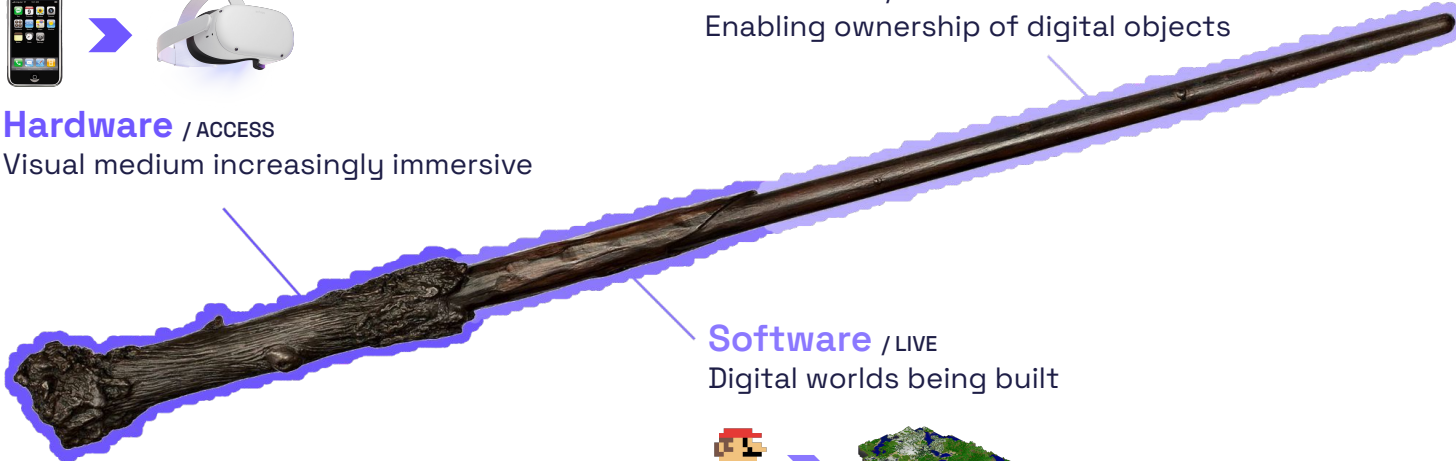 Enabling ownership of digital objects
Hardware / ACCESS
Visual medium increasingly immersive
Software / LIVE
Digital worlds being built